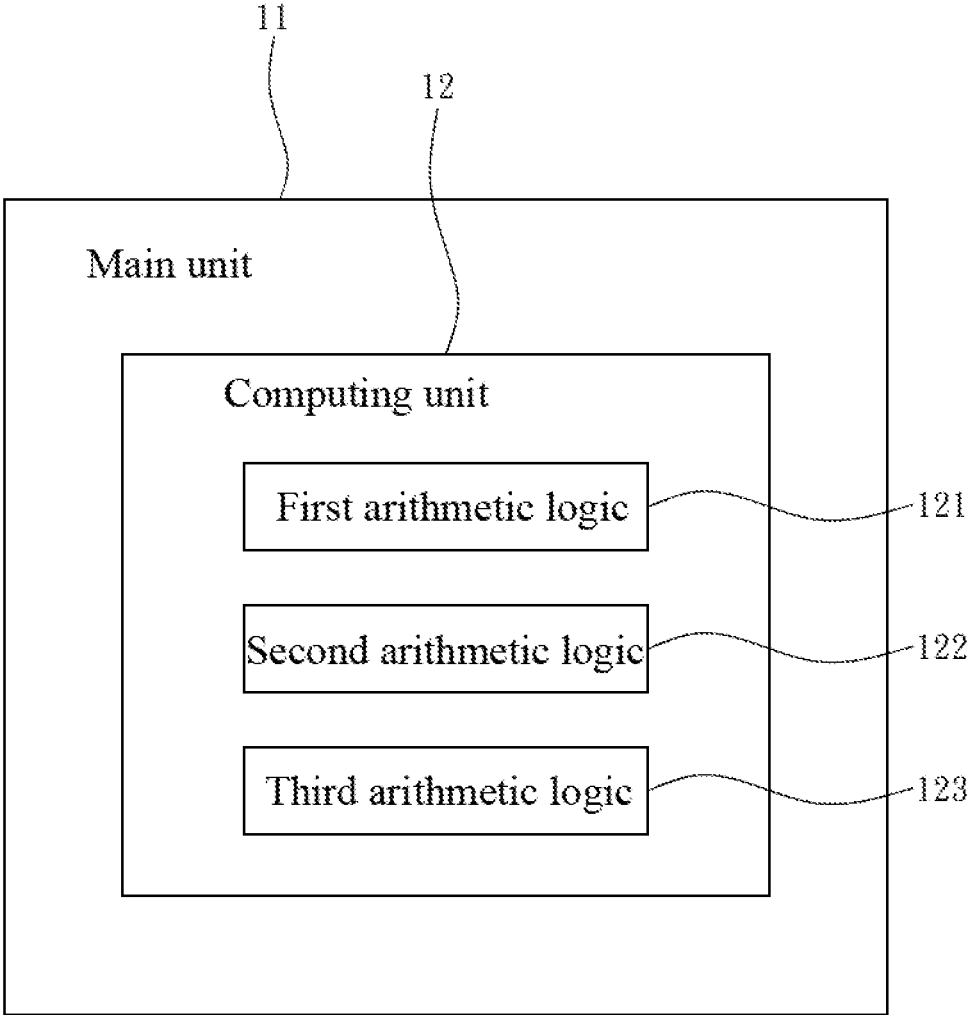 11
12
Main unit
Computing unit
First arithmetic logic
121
Second arithmetic logic
122
Third arithmetic logic
123